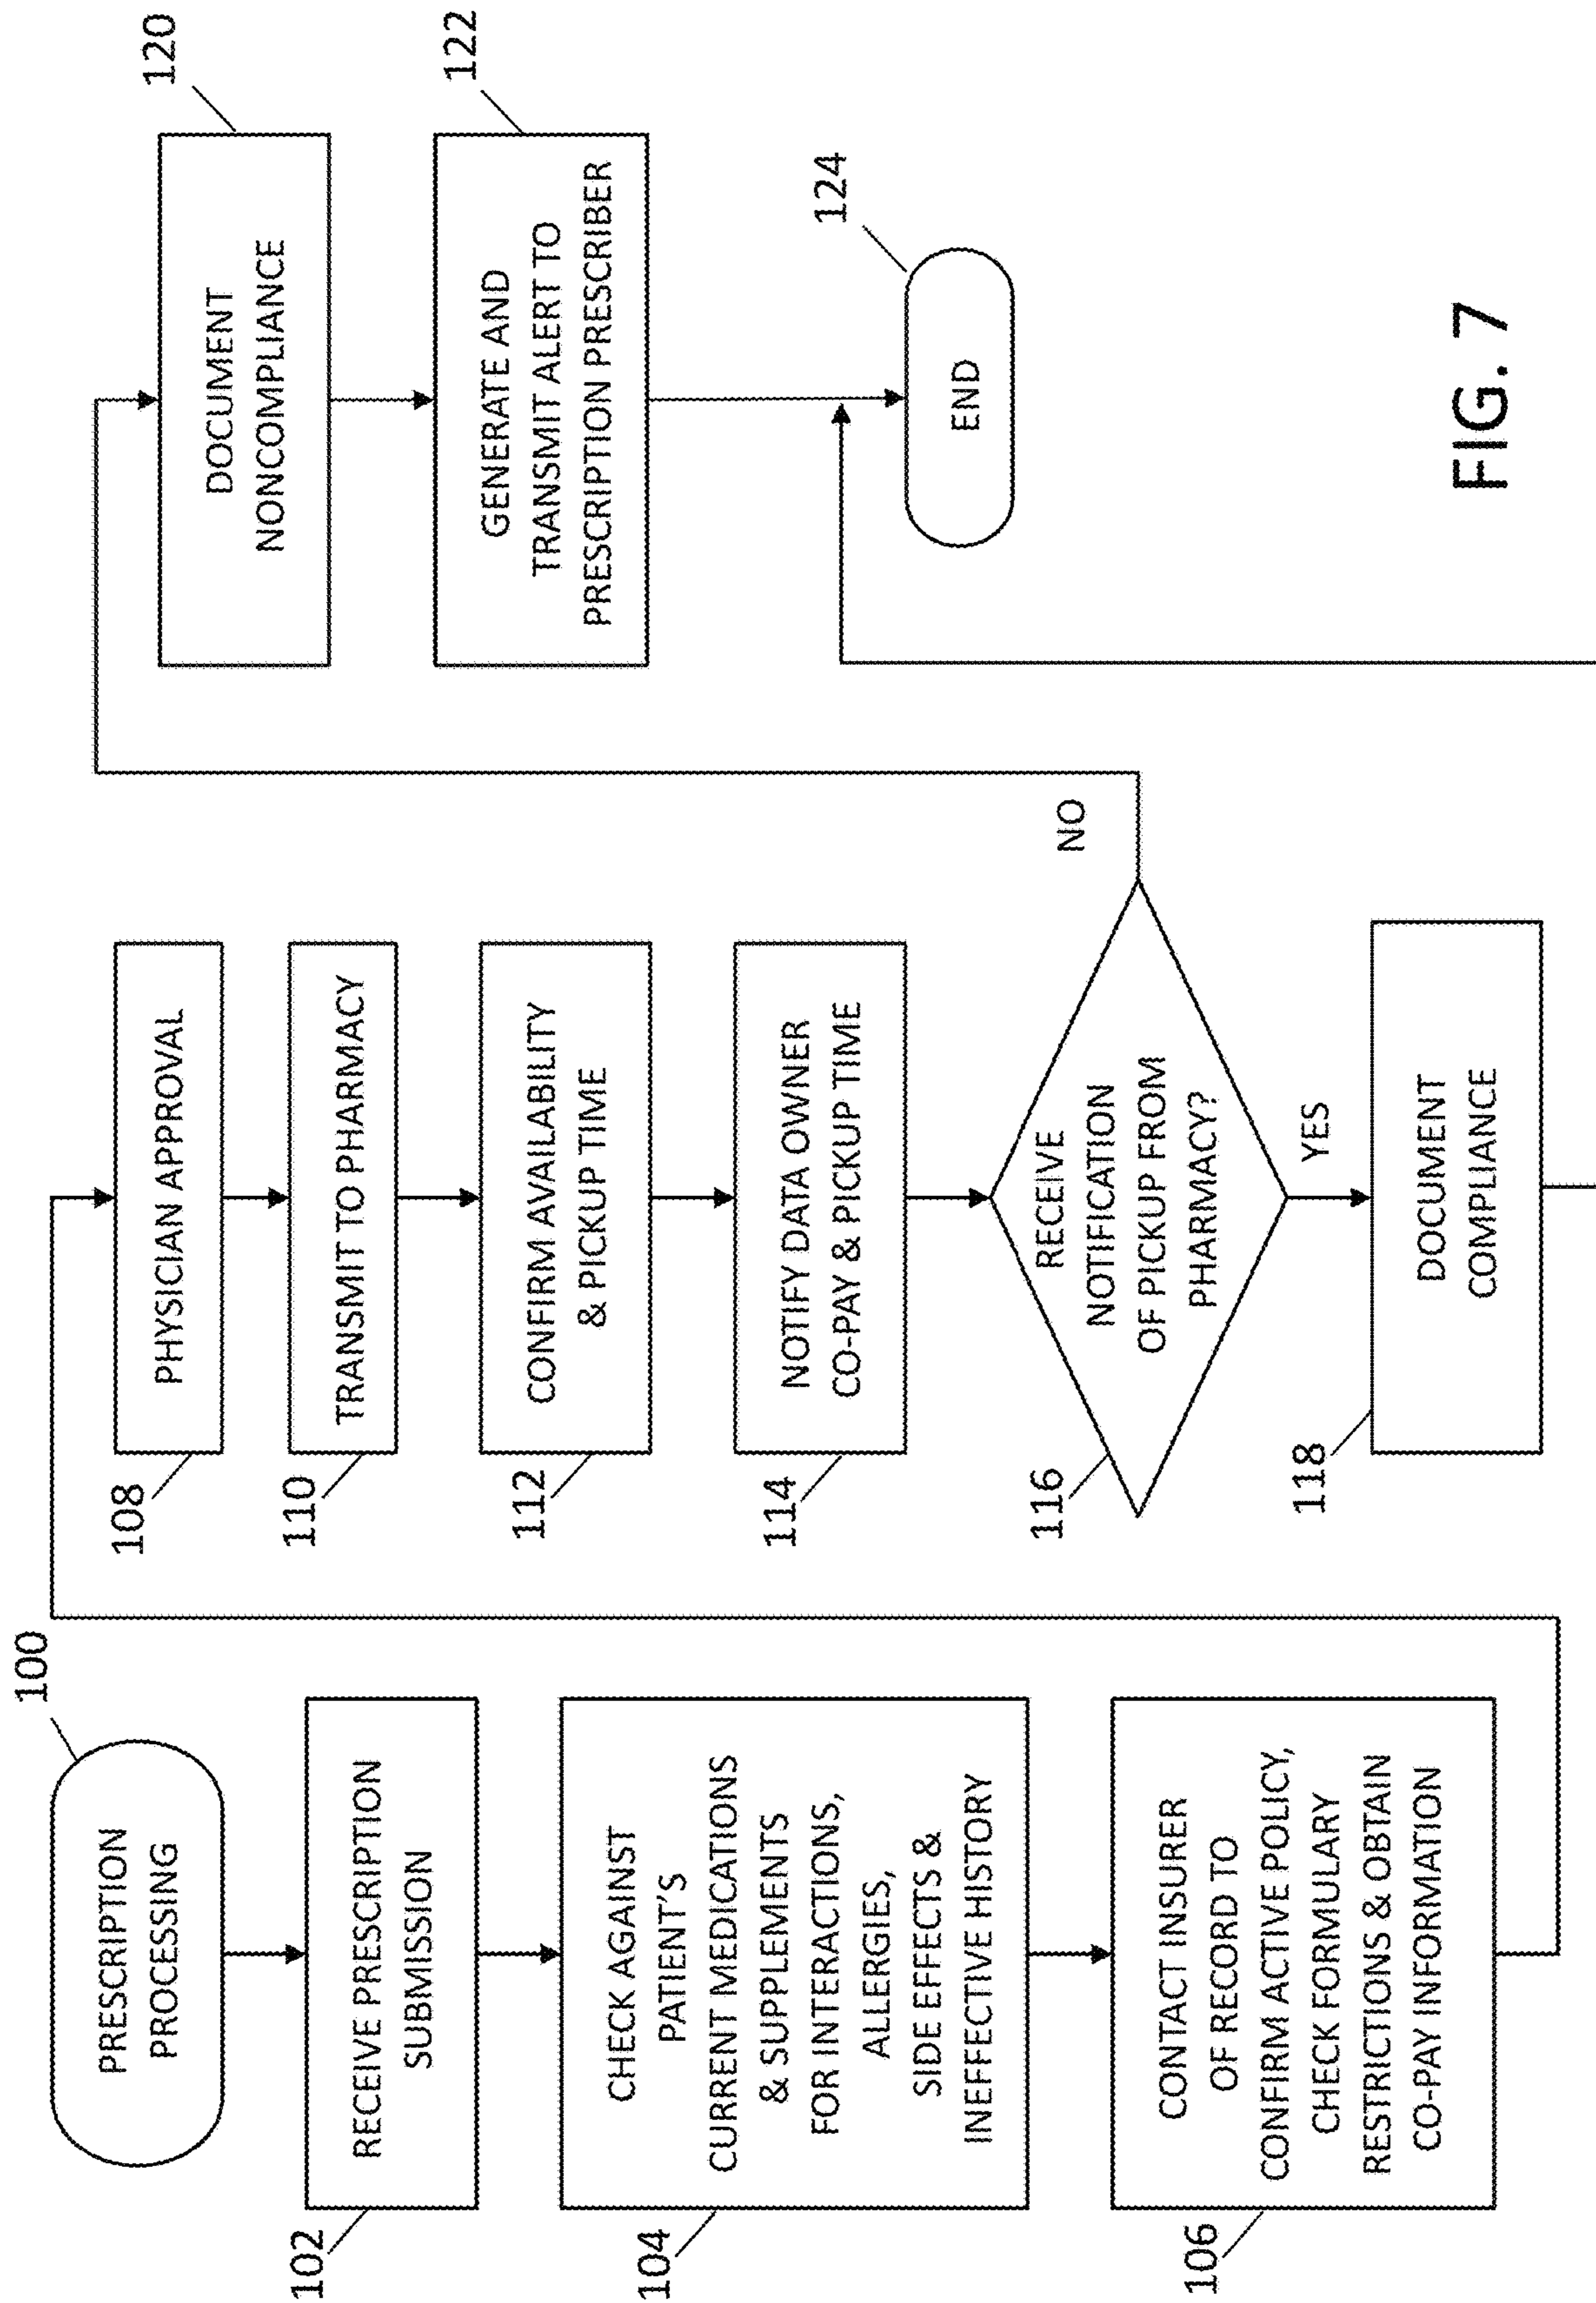 100
PRESCRIPTION
PROCESSING
102
RECEIVE PRESCRIPTION
SUBMISSION
104
CHECK AGAINST
PATIENT'S
CURRENT MEDICATIONS
& SUPPLEMENTS
FOR INTERACTIONS,
ALLERGIES,
SIDE EFFECTS &
INEFFECTIVE HISTORY
106
CONTACT INSURER
OF RECORD TO
CONFIRM ACTIVE POLICY,
CHECK FORMULARY
RESTRICTIONS & OBTAIN
CO-PAY INFORMATION
108
PHYSICIAN APPROVAL
110
TRANSMIT TO PHARMACY
112
CONFIRM AVAILABILITY
& PICKUP TIME
114
NOTIFY DATA OWNER
CO-PAY & PICKUP TIME
116
RECEIVE
NOTIFICATION
OF PICKUP FROM
PHARMACY?
NO
YES
118
DOCUMENT
COMPLIANCE
120
DOCUMENT
NONCOMPLIANCE
122
GENERATE AND
TRANSMIT ALERT TO
PRESCRIPTION PRESCRIBER
124
END
FIG. 7